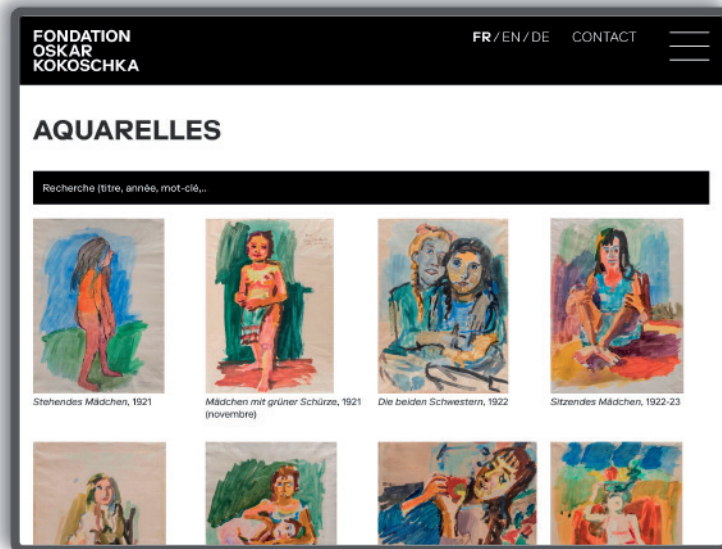 FONDATION
OSKAR
KOKOSCHKA
FR / EN / DE CONTACT
AQUARELLES
Recherche (titre, année, mot-clé,..
Stehendes Mädchen, 1921
Mädchen mit grüner Schürze, 1921
(novembre)
Die beiden Schwestern, 1922
Sitzendes Mädchen, 1922-23